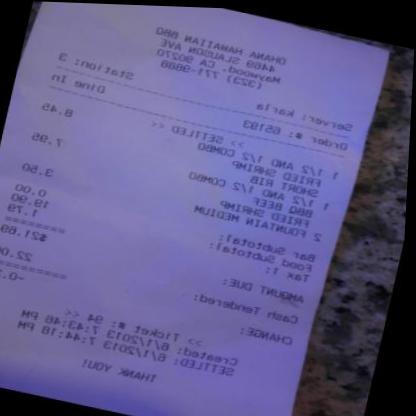 OHANA HAWAIIAN BBQ
4469 SLAUSON AVE
Maywood, CA 90270
(323) 771-9888
Server: karla Station: 3
Order #: 65193 Dine In
>> SETTLED <<
1 1/2 AND 1/2 COMBO 8.45
FRIED SHRIMP
SHORT RIB
1 1/2 AND 1/2 COMBO 7.95
BBQ BEEF
FRIED SHRIMP
2 FOUNTAIN MEDIUM 3.50
Bar Subtotal: 0.00
Food Subtotal: 19.90
Tax 1: 1.79
========
AMOUNT DUE: $21.69
Cash Tendered: 22.00
========
CHANGE:
>> Ticket #: 94 <<
Created: 6/1/2013 7:43:46 PM
SETTLED: 6/1/2013 7:44:18 PM
THANK YOU!